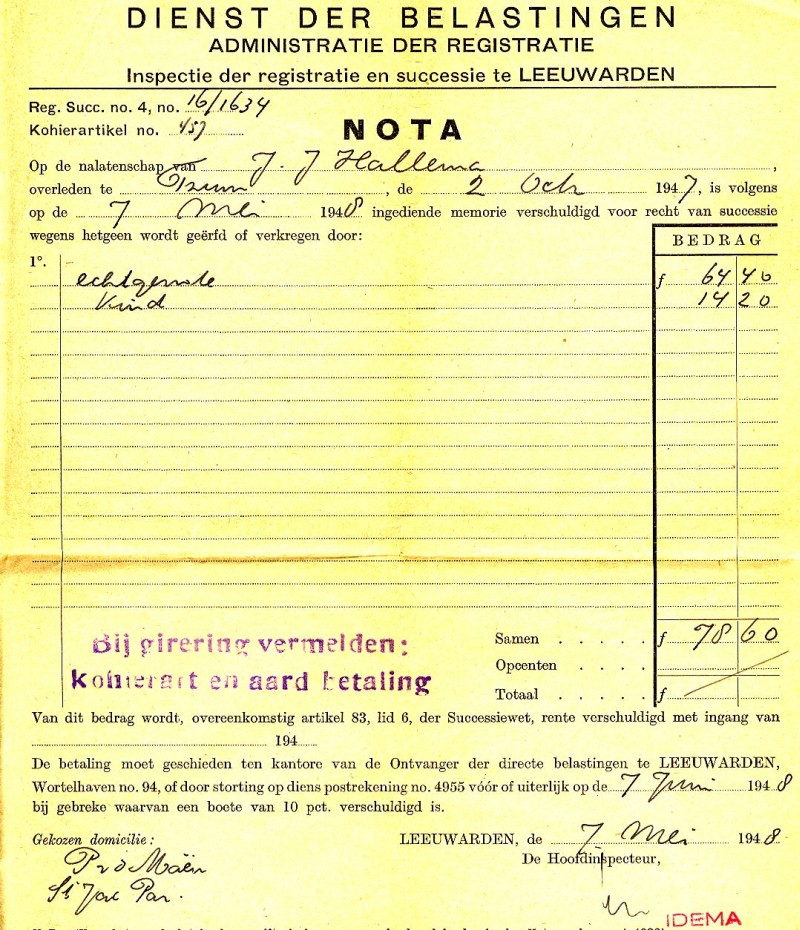 DIENST DER BELASTINGEN
ADMINISTRATIE DER REGISTRATIE
Inspectie der registratie en successie te LEEUWARDEN
Reg. Succ. no. 4, no. 16/1634
Kohierartikel no. 457
NOTA
Op de nalatenschap van J. J Hallema,
overleden te Tzum, de 2 Oct 1947, is volgens
op de 7 Mei 1948 ingediende memorie verschuldigd voor recht van successie
wegens hetgeen wordt geërfd of verkregen door:
BEDRAG
1°.
echtgenote f 64 40
Kind 14 20
Samen . . . . . f 78 60
Opcenten . . . . .
Totaal . . . . . f
Bij girering vermelden:
kohierart en aard betaling
Van dit bedrag wordt, overeenkomstig artikel 83, lid 6, der Successiewet, rente verschuldigd met ingang van
194
De betaling moet geschieden ten kantore van de Ontvanger der directe belastingen te LEEUWARDEN,
Wortelhaven no. 94, of door storting op diens postrekening no. 4955 vóór of uiterlijk op de 7 Juni 1948
bij gebreke waarvan een boete van 10 pct. verschuldigd is.
Gekozen domicilie:
LEEUWARDEN, de 7 Mei 1948.
De Hoofdinspecteur,
P v d Maën
St Jac Par.
IDEMA